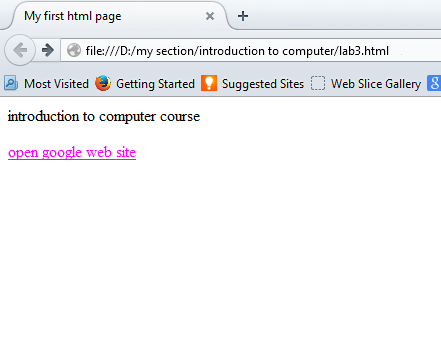 My first html page
file:///D:/my section/introduction to computer/lab3.html
Most Visited Getting Started Suggested Sites Web Slice Gallery g
introduction to computer course
open google web site